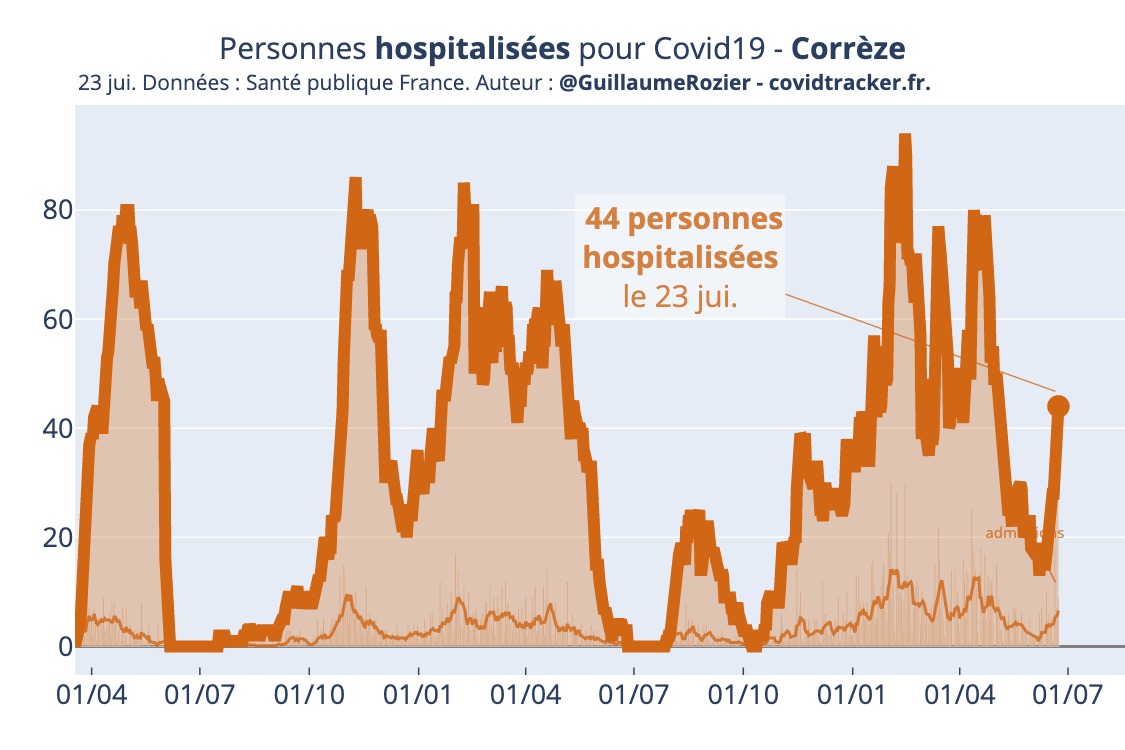 Personnes hospitalisées pour Covid19 - Corrèze
23 jui. Données : Santé publique France. Auteur : @GuillaumeRozier - covidtracker.fr.
80
60
40
20
0
44 personnes
hospitalisées
le 23 jui.
01/04 01/07 01/10 01/01 01/04 01/07 01/10 01/01 01/04 01/07